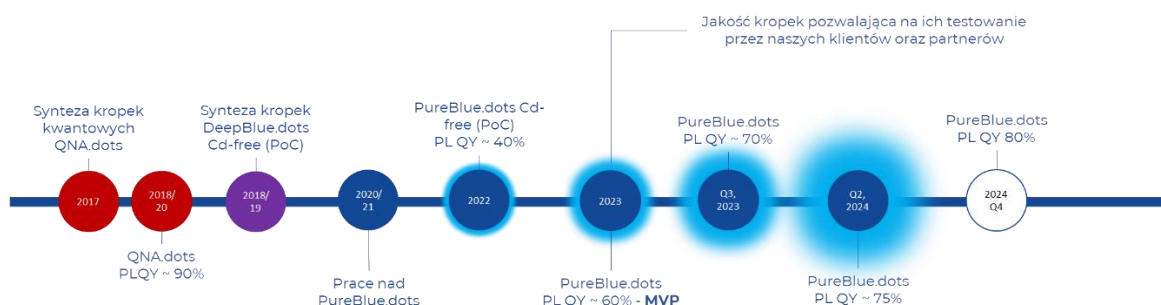 Jakość kropek pozwalająca na ich testowanie
przez naszych klientów oraz partnerów
Synteza kropek
kwantowych
QNA.dots
2017
2018/
20
QNA.dots
PLQY ~ 90%
Synteza kropek
DeepBlue.dots
Cd-free (PoC)
2018/
19
2020/
21
Prace nad
PureBlue.dots
PureBlue.dots Cd-
free (PoC)
PL QY ~ 40%
2022
2023
PureBlue.dots
PL QY ~ 60% - MVP
PureBlue.dots
PL QY ~ 70%
Q3,
2023
Q2,
2024
PureBlue.dots
PL QY ~ 75%
PureBlue.dots
PL QY 80%
2024
Q4